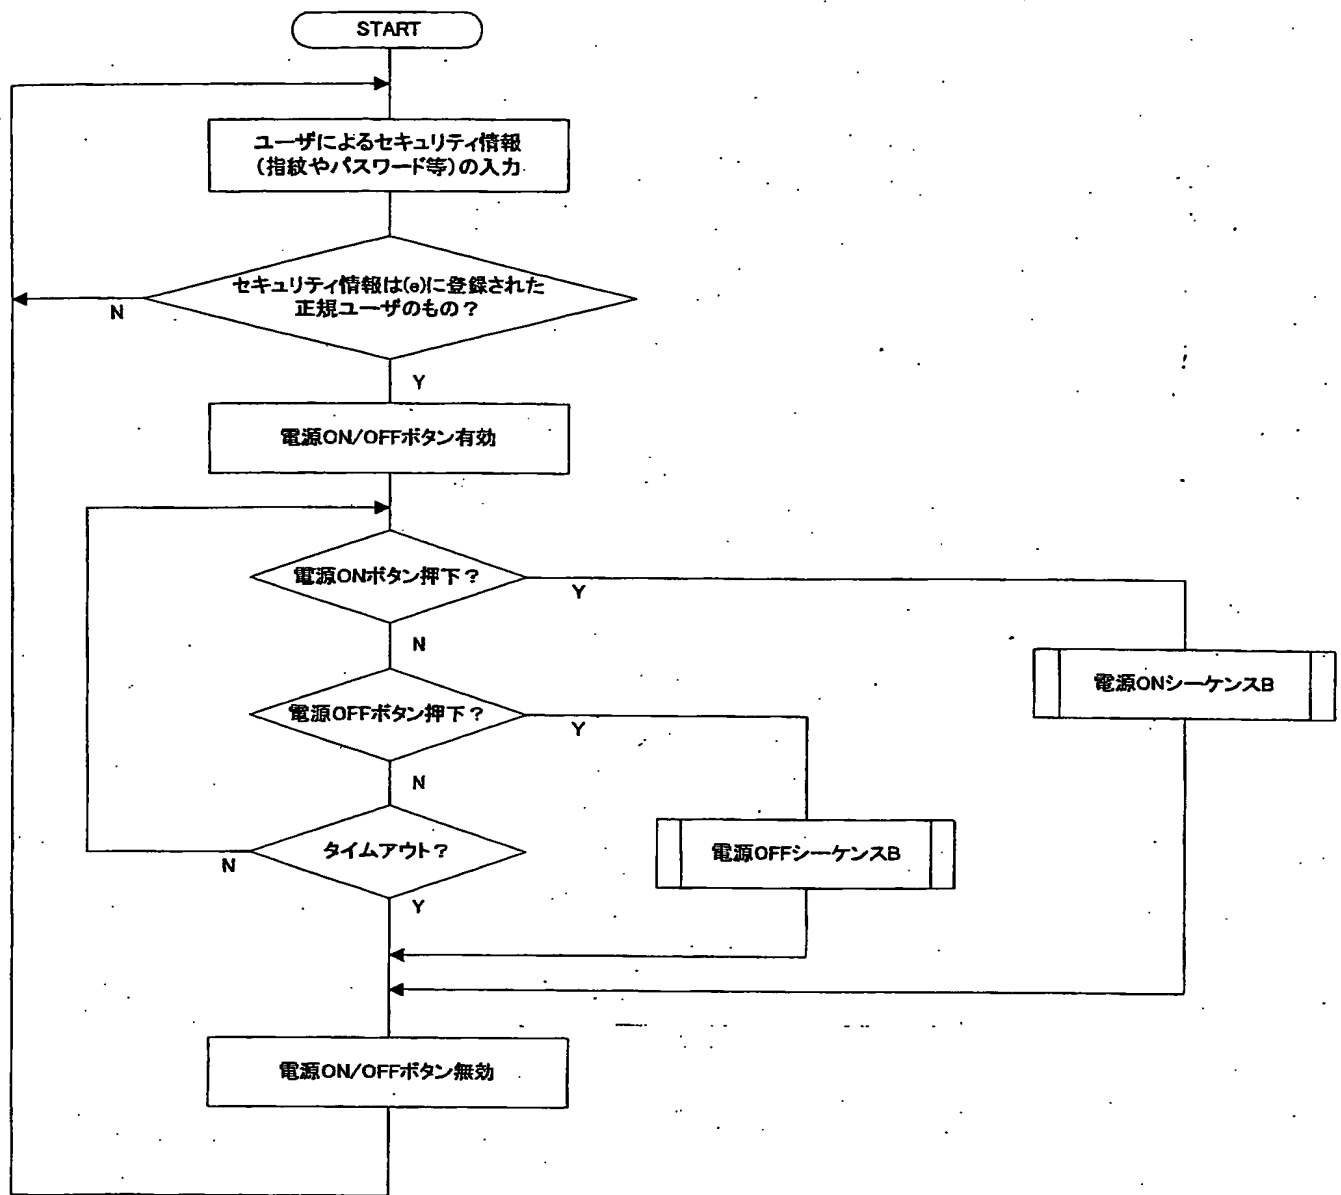 START
ユーザによるセキュリティ情報
(指紋やパスワード等)の入力
セキュリティ情報は(e)に登録された
正規ユーザのもの?
N
Y
電源ON/OFFボタン有効
電源ONボタン押下?
Y
N
電源ONシーケンスB
電源OFFボタン押下?
Y
N
タイムアウト?
N
電源OFFシーケンスB
Y
電源ON/OFFボタン無効